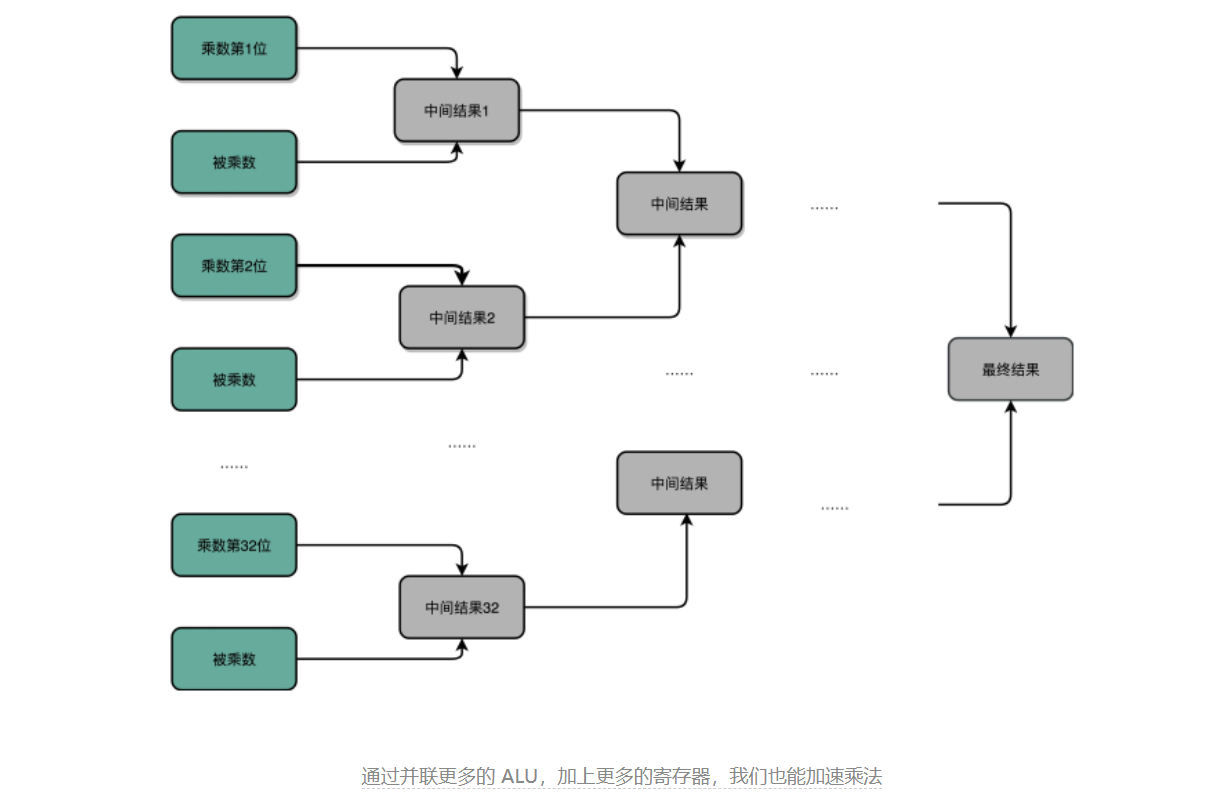 乘数第1位
中间结果1
被乘数
中间结果
......
乘数第2位
中间结果2
被乘数
......
......
最终结果
......
......
中间结果
......
乘数第32位
中间结果32
被乘数
通过并联更多的 ALU，加上更多的寄存器，我们也能加速乘法